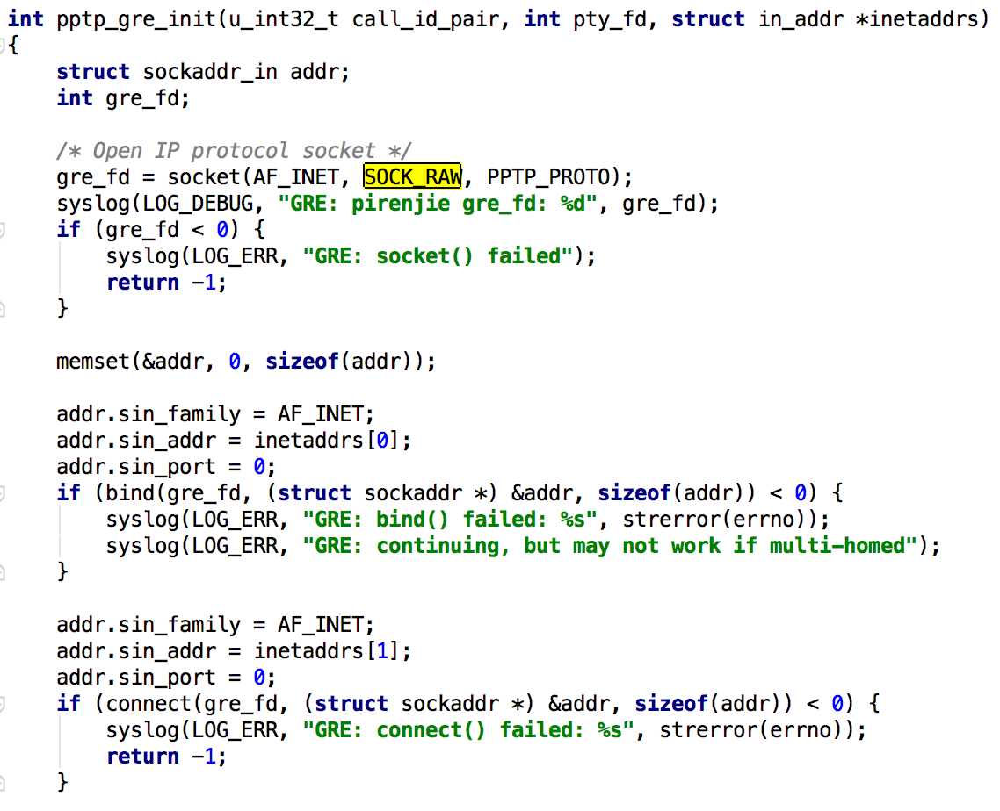 int pptp_gre_init(u_int32_t call_id_pair, int pty_fd, struct in_addr *inetaddrs)
{
    struct sockaddr_in addr;
    int gre_fd;
    /* Open IP protocol socket */
    gre_fd = socket(AF_INET, SOCK_RAW, PPTP_PROTO);
    syslog(LOG_DEBUG, "GRE: pirenjie gre_fd: %d", gre_fd);
    if (gre_fd < 0) {
        syslog(LOG_ERR, "GRE: socket() failed");
        return -1;
    }
    memset(&addr, 0, sizeof(addr));
    addr.sin_family = AF_INET;
    addr.sin_addr = inetaddrs[0];
    addr.sin_port = 0;
    if (bind(gre_fd, (struct sockaddr *) &addr, sizeof(addr)) < 0) {
        syslog(LOG_ERR, "GRE: bind() failed: %s", strerror(errno));
        syslog(LOG_ERR, "GRE: continuing, but may not work if multi-homed");
    }
    addr.sin_family = AF_INET;
    addr.sin_addr = inetaddrs[1];
    addr.sin_port = 0;
    if (connect(gre_fd, (struct sockaddr *) &addr, sizeof(addr)) < 0) {
        syslog(LOG_ERR, "GRE: connect() failed: %s", strerror(errno));
        return -1;
    }